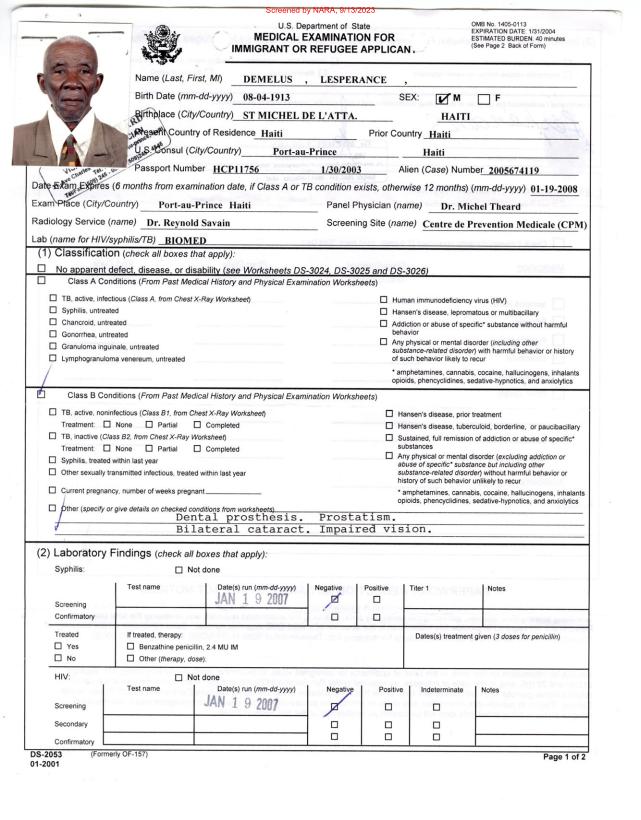 Screened by NARA, 9/13/2023
U.S. Department of State
MEDICAL EXAMINATION FOR
IMMIGRANT OR REFUGEE APPLICAN .
OMB No. 1405-0113
EXPIRATION DATE: 1/31/2004
ESTIMATED BURDEN: 40 minutes
(See Page 2 Back of Form)
Name (Last, First, MI) DEMELUS , LESPERANCE ,
Birth Date (mm-dd-yyyy) 08-04-1913 SEX: M F
Birthplace (City/Country) ST MICHEL DE L'ATTA. HAITI
Present Country of Residence Haiti Prior Country Haiti
U.S. Consul (City/Country) Port-au-Prince Haiti
Passport Number HCP11756 1/30/2003 Alien (Case) Number 2005674119
Date Exam Expires (6 months from examination date, if Class A or TB condition exists, otherwise 12 months) (mm-dd-yyyy) 01-19-2008
Exam Place (City/Country) Port-au-Prince Haiti Panel Physician (name) Dr. Michel Theard
Radiology Service (name) Dr. Reynold Savain Screening Site (name) Centre de Prevention Medicale (CPM)
Lab (name for HIV/syphilis/TB) BIOMED
(1) Classification (check all boxes that apply):
No apparent defect, disease, or disability (see Worksheets DS-3024, DS-3025 and DS-3026)
Class A Conditions (From Past Medical History and Physical Examination Worksheets)
TB, active, infectious (Class A, from Chest X-Ray Worksheet)
Syphilis, untreated
Chancroid, untreated
Gonorrhea, untreated
Granuloma inguinale, untreated
Lymphogranuloma venereum, untreated
Human immunodeficiency virus (HIV)
Hansen's disease, lepromatous or multibacillary
Addiction or abuse of specific* substance without harmful
behavior
Any physical or mental disorder (including other
substance-related disorder) with harmful behavior or history
of such behavior likely to recur
* amphetamines, cannabis, cocaine, hallucinogens, inhalants
opioids, phencyclidines, sedative-hypnotics, and anxiolytics
Class B Conditions (From Past Medical History and Physical Examination Worksheets)
TB, active, noninfectious (Class B1, from Chest X-Ray Worksheet)
Treatment: None Partial Completed
TB, inactive (Class B2, from Chest X-Ray Worksheet)
Treatment: None Partial Completed
Syphilis, treated within last year
Other sexually transmitted infectious, treated within last year
Current pregnancy, number of weeks pregnant
Hansen's disease, prior treatment
Hansen's disease, tuberculoid, borderline, or paucibacillary
Sustained, full remission of addiction or abuse of specific*
substances
Any physical or mental disorder (excluding addiction or
abuse of specific* substance but including other
substance-related disorder) without harmful behavior or
history of such behavior unlikely to recur
* amphetamines, cannabis, cocaine, hallucinogens, inhalants
opioids, phencyclidines, sedative-hypnotics, and anxiolytics
Other (specify or give details on checked conditions from worksheets)
Dental prosthesis. Prostatism.
Bilateral cataract. Impaired vision.
(2) Laboratory Findings (check all boxes that apply):
Syphilis: Not done
Test name Date(s) run (mm-dd-yyyy) Negative Positive Titer 1 Notes
Screening JAN 19 2007
Confirmatory
Treated If treated, therapy: Dates(s) treatment given (3 doses for penicillin)
Yes Benzathine penicillin, 2.4 MU IM
No Other (therapy, dose):
HIV: Not done
Test name Date(s) run (mm-dd-yyyy) Negative Positive Indeterminate Notes
Screening JAN 19 2007
Secondary
Confirmatory
DS-2053 (Formerly OF-157) Page 1 of 2
01-2001